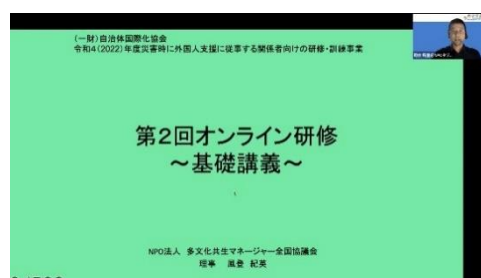 (一財)自治体国際化協会
令和4(2022)年度災害時に外国人支援に従事する関係者向けの研修・訓練事業
第2回オンライン研修
～基礎講義～
NPO法人 多文化共生マネージャー全国協議会
理事 風登 紀英